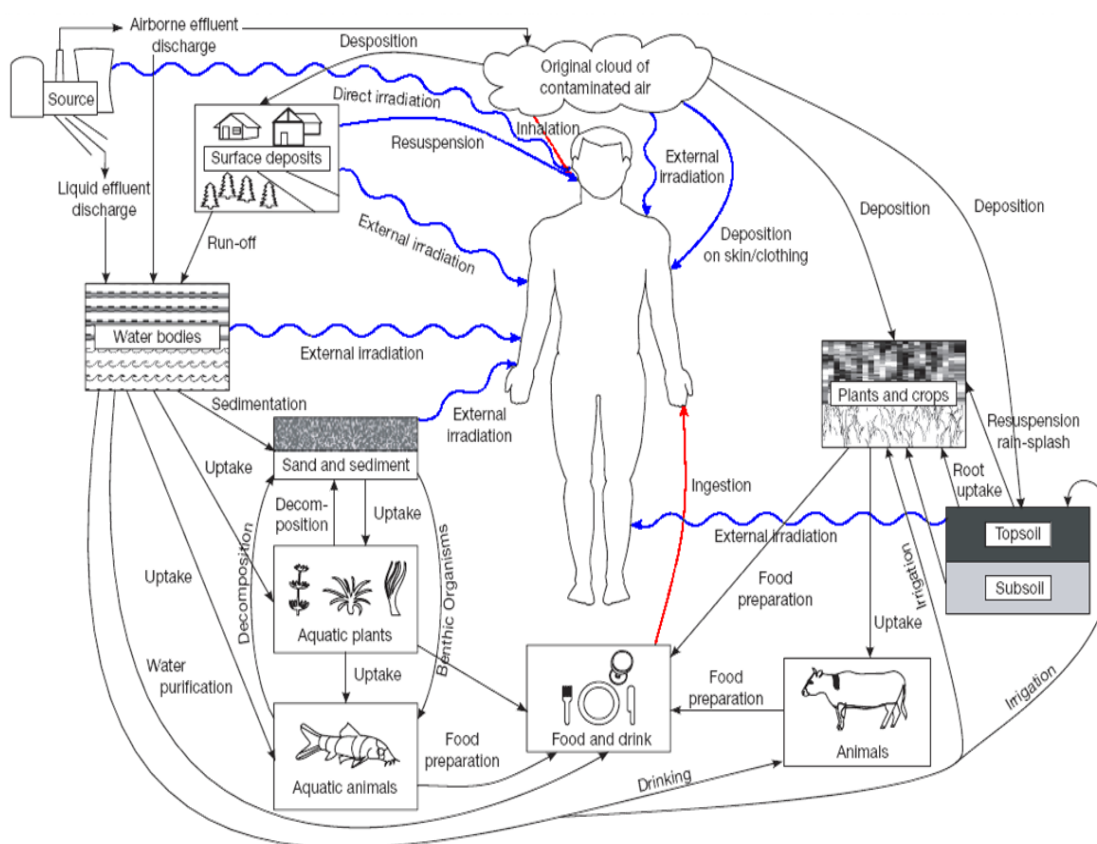 Airborne effluent
discharge
Desposition
Original cloud of
contaminated air
Source
Direct irradiation
Inhalation
Resuspension
Surface deposits
External
irradiation
Liquid effluent
discharge
Deposition
Deposition
Run-off
External irradiation
Deposition
on skin/clothing
Water bodies
External irradiation
Plants and crops
Sedimentation
External
irradiation
Resuspension
rain-splash
Sand and sediment
Uptake
Decom-
position
Uptake
Ingestion
Root
uptake
External irradiation
Topsoil
Subsoil
Uptake
Decomposition
Benthic Organisms
Food
preparation
Irrigation
Aquatic plants
Uptake
Water
purification
Uptake
Food
preparation
Irrigation
Food
preparation
Food and drink
Animals
Aquatic animals
Drinking